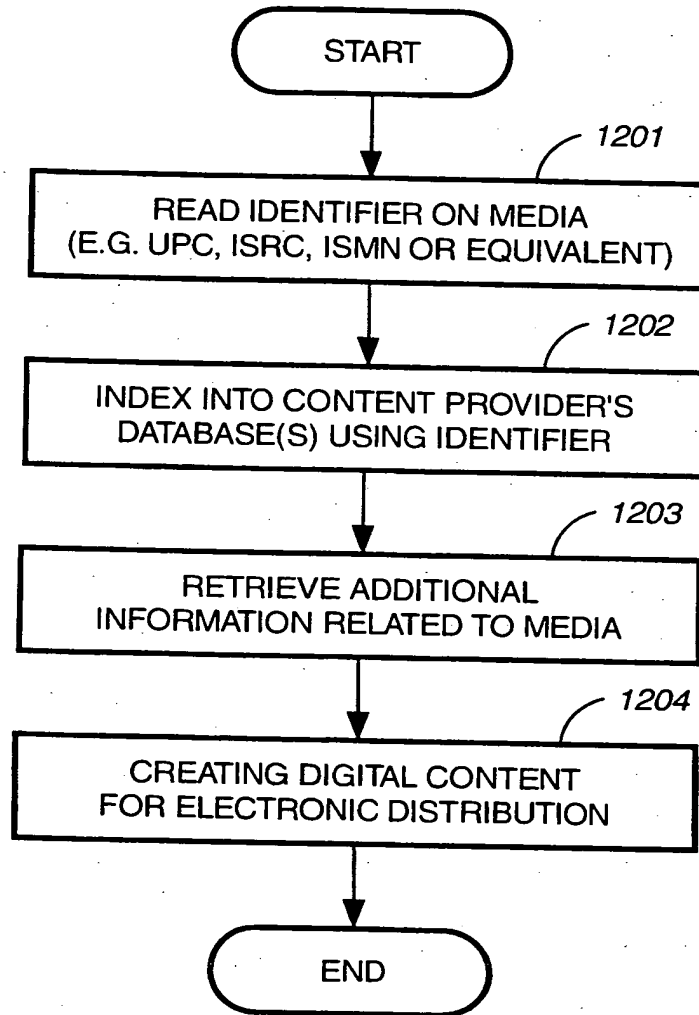 START
1201
READ IDENTIFIER ON MEDIA
(E.G. UPC, ISRC, ISMN OR EQUIVALENT)
1202
INDEX INTO CONTENT PROVIDER'S
DATABASE(S) USING IDENTIFIER
1203
RETRIEVE ADDITIONAL
INFORMATION RELATED TO MEDIA
1204
CREATING DIGITAL CONTENT
FOR ELECTRONIC DISTRIBUTION
END